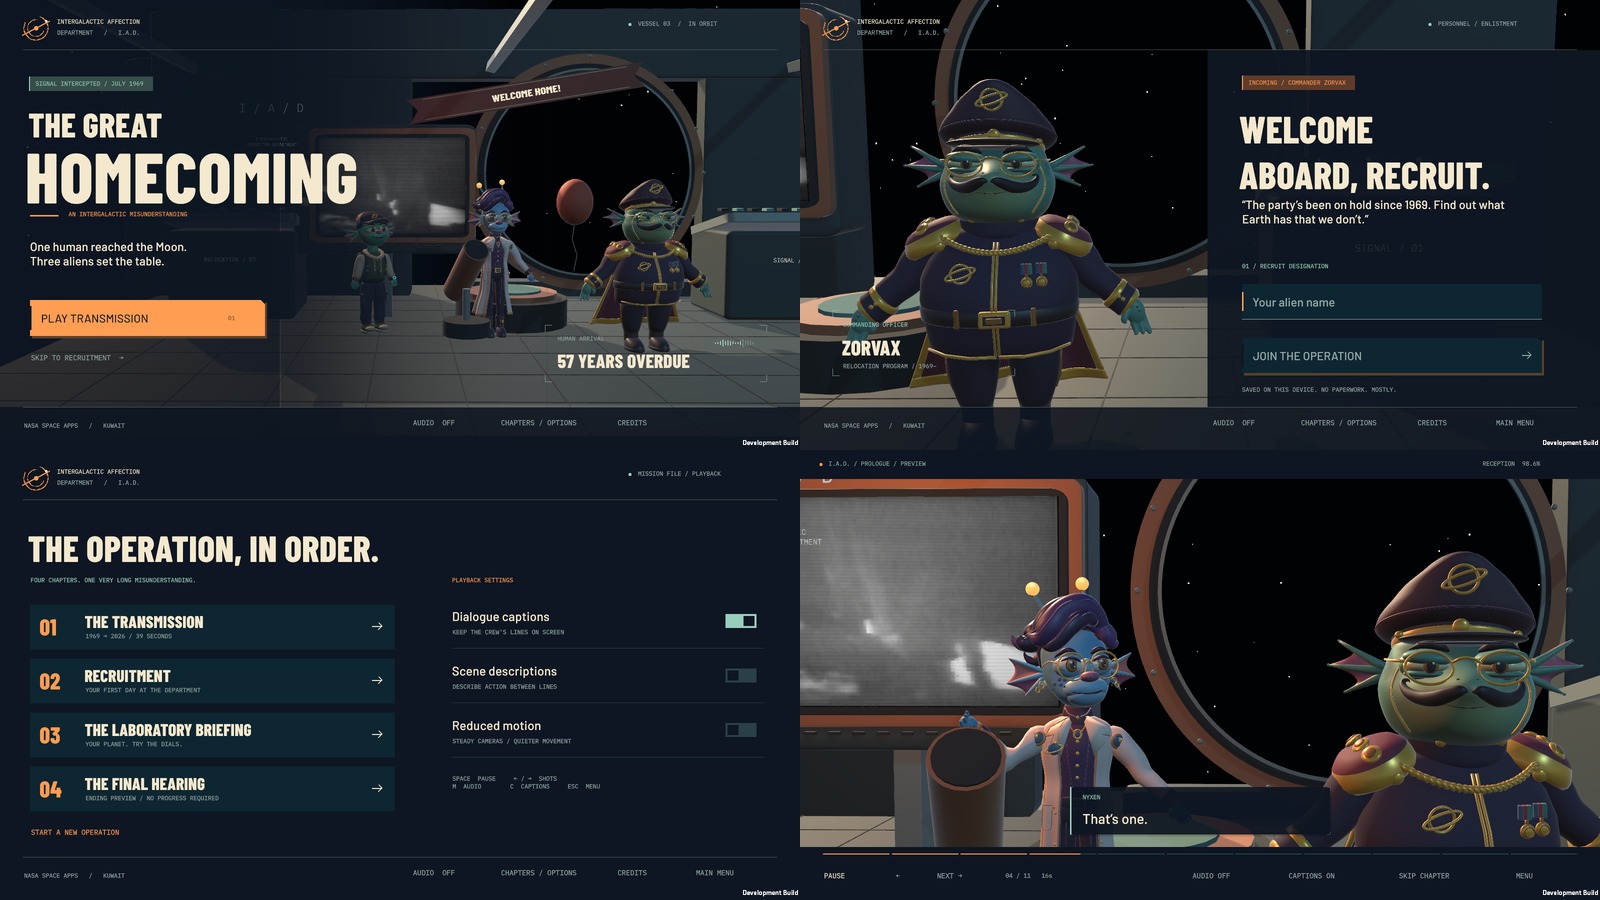 INTERGALACTIC AFFECTION
DEPARTMENT / I.A.D.
VESSEL 03 / IN ORBIT
SIGNAL INTERCEPTED / JULY 1969
I / A / D
WELCOME HOME!
THE GREAT
HOMECOMING
AN INTERGALACTIC MISUNDERSTANDING
One human reached the Moon.
Three aliens set the table.
SIGNAL /
PLAY TRANSMISSION 01
SKIP TO RECRUITMENT →
HUMAN ARRIVAL
57 YEARS OVERDUE
NASA SPACE APPS / KUWAIT
AUDIO OFF
CHAPTERS / OPTIONS
CREDITS
Development Build
INTERGALACTIC AFFECTION
DEPARTMENT / I.A.D.
PERSONNEL / ENLISTMENT
INCOMING / COMMANDER ZORVAX
WELCOME
ABOARD, RECRUIT.
“The party’s been on hold since 1969. Find out what
Earth has that we don’t.”
SIGNAL / 01
01 / RECRUIT DESIGNATION
Your alien name
JOIN THE OPERATION →
SAVED ON THIS DEVICE. NO PAPERWORK. MOSTLY.
COMMANDING OFFICER
ZORVAX
RELOCATION PROGRAM / 1969–
NASA SPACE APPS / KUWAIT
AUDIO OFF
CHAPTERS / OPTIONS
CREDITS
MAIN MENU
Development Build
INTERGALACTIC AFFECTION
DEPARTMENT / I.A.D.
MISSION FILE / PLAYBACK
THE OPERATION, IN ORDER.
FOUR CHAPTERS. ONE VERY LONG MISUNDERSTANDING.
01 THE TRANSMISSION →
1969 → 2026 / 39 SECONDS
02 RECRUITMENT →
YOUR FIRST DAY AT THE DEPARTMENT
03 THE LABORATORY BRIEFING →
YOUR PLANET. TRY THE DIALS.
04 THE FINAL HEARING →
ENDING PREVIEW / NO PROGRESS REQUIRED
START A NEW OPERATION
PLAYBACK SETTINGS
Dialogue captions
KEEP THE CREW'S LINES ON SCREEN
Scene descriptions
DESCRIBE ACTION BETWEEN LINES
Reduced motion
STEADY CAMERAS / QUIETER MOVEMENT
SPACE PAUSE ← / → SHOTS
M AUDIO C CAPTIONS ESC MENU
NASA SPACE APPS / KUWAIT
AUDIO OFF
CHAPTERS / OPTIONS
CREDITS
MAIN MENU
Development Build
I.A.D. / PROLOGUE / PREVIEW
RECEPTION 98.6%
NYXEN
That’s one.
PAUSE
←
NEXT →
04 / 11 16s
AUDIO OFF
CAPTIONS ON
SKIP CHAPTER
MENU
Development Build